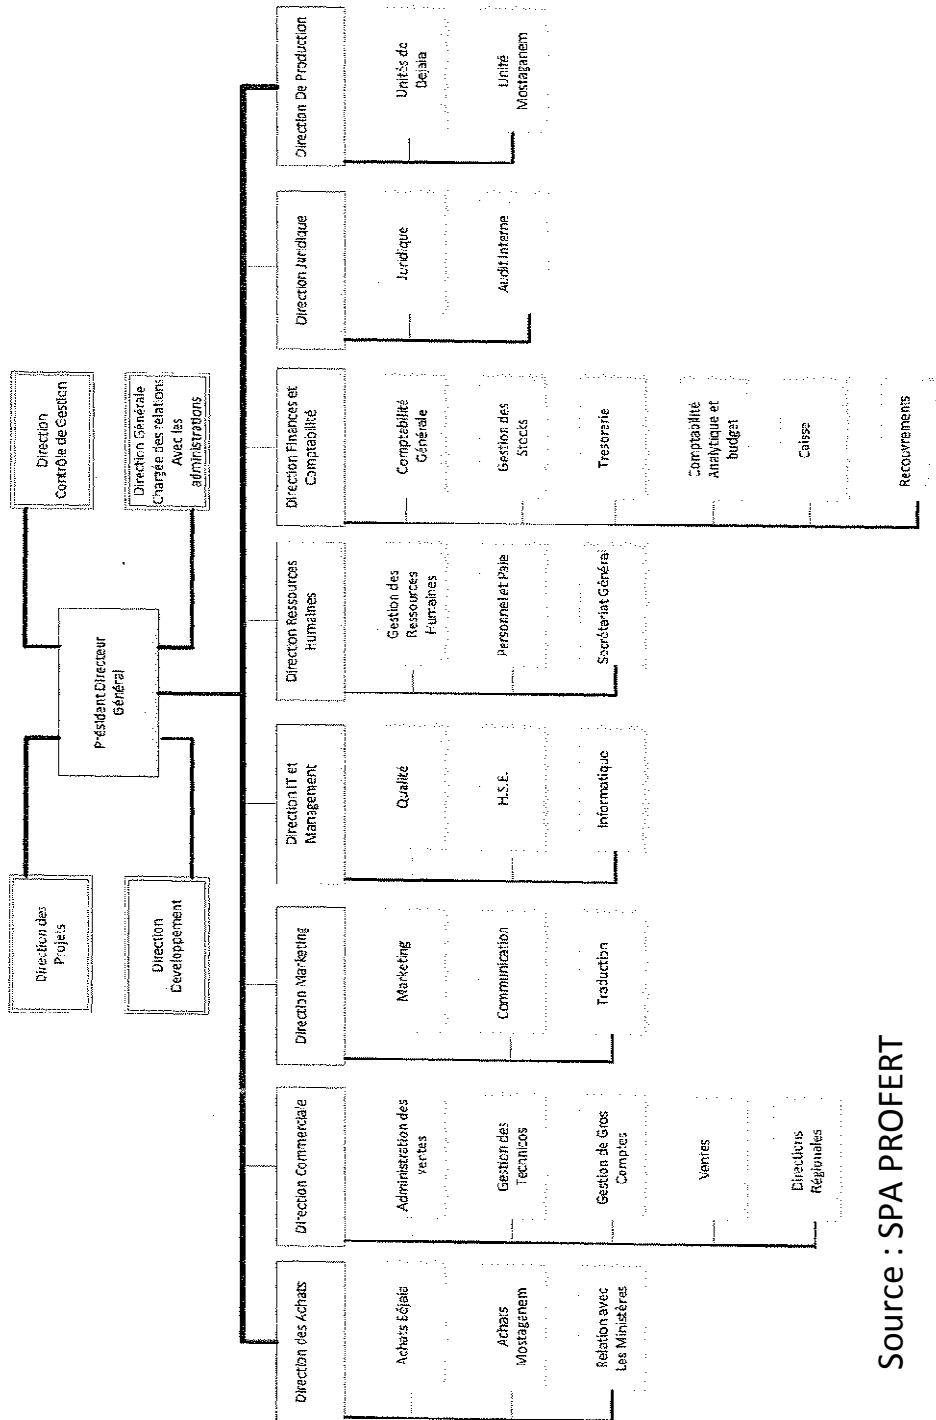 Direction des
Projets
Direction
Développement
Président Directeur
Général
Direction
Contrôle de Gestion
Direction Générale
Chargée des relations
Avec les
administrations
Direction des Achats
Achats Béjaia
Achats
Mostaganem
Relation avec
Les Ministères
Direction Commerciale
Administration des
ventes
Gestion des
Technicos
Gestion de Gros
Comptes
Ventes
Directions
Régionales
Direction Marketing
Marketing
Communication
Traduction
Direction IT et
Management
Qualité
H.S.E.
Informatique
Direction Ressources
Humaines
Gestion des
Ressources
Humaines
Personnel et Paie
Secrétariat Général
Direction Finances et
Comptabilité
Comptabilité
Générale
Gestion des
Stocks
Tresorerie
Comptabilité
Analytique et
budget
Caisse
Recouvrements
Direction Juridique
Juridique
Audit Interne
Direction De Production
Unités de
Bejaia
Unité
Mostaganem
Source : SPA PROFERT